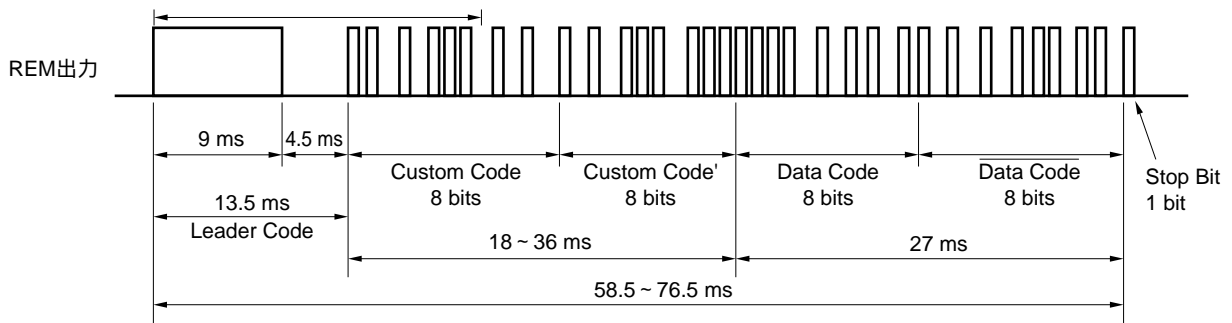 REM出力
9 ms
4.5 ms
Custom Code
8 bits
Custom Code'
8 bits
Data Code
8 bits
Data Code
8 bits
Stop Bit
1 bit
13.5 ms
Leader Code
18 ~ 36 ms
27 ms
58.5 ~ 76.5 ms